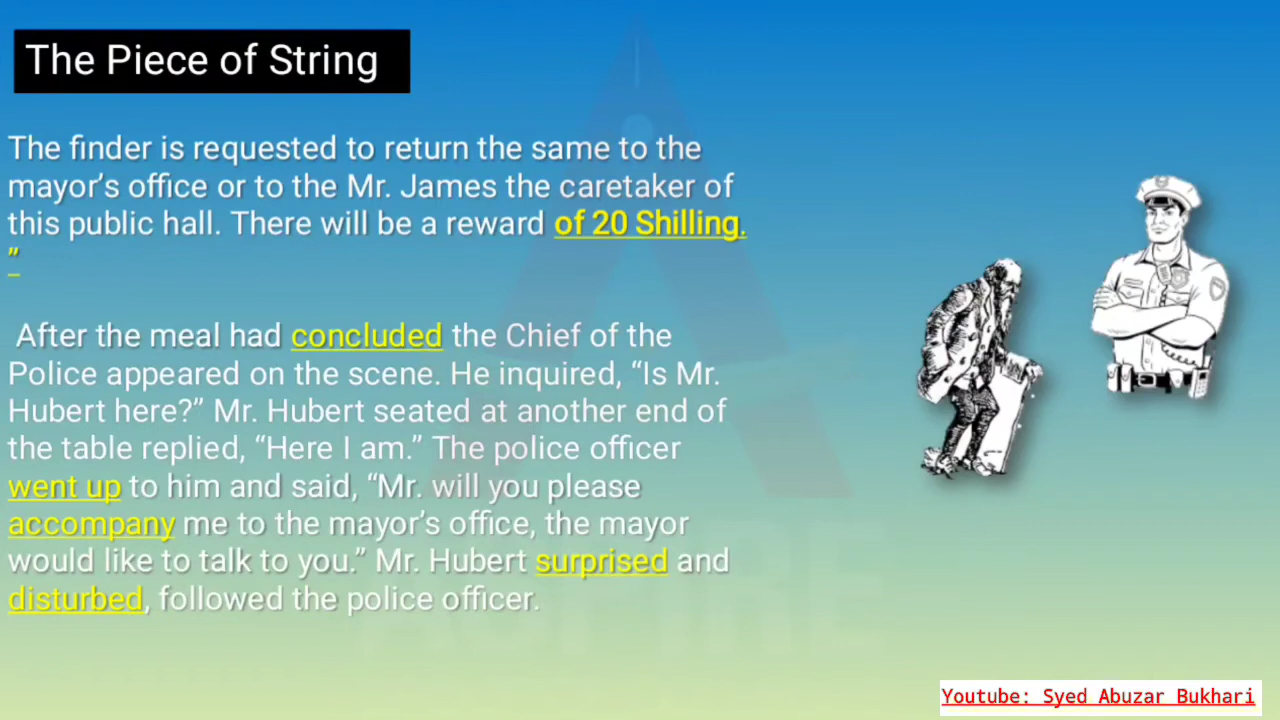 The Piece of String
The finder is requested to return the same to the
mayor’s office or to the Mr. James the caretaker of
this public hall. There will be a reward of 20 Shilling.
”
After the meal had concluded the Chief of the
Police appeared on the scene. He inquired, “Is Mr.
Hubert here?” Mr. Hubert seated at another end of
the table replied, “Here I am.” The police officer
went up to him and said, “Mr. will you please
accompany me to the mayor’s office, the mayor
would like to talk to you.” Mr. Hubert surprised and
disturbed, followed the police officer.
Youtube: Syed Abuzar Bukhari